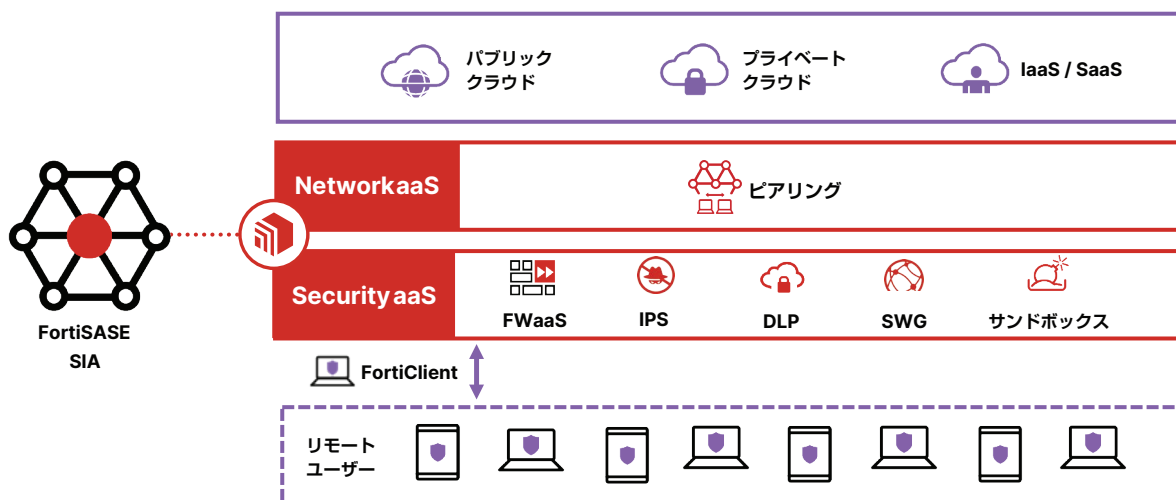 パブリック
クラウド
プライベート
クラウド
IaaS / SaaS
NetworkaaS
ピアリング
SecurityaaS
FWaaS
IPS
DLP
SWG
サンドボックス
FortiSASE
SIA
FortiClient
リモート
ユーザー